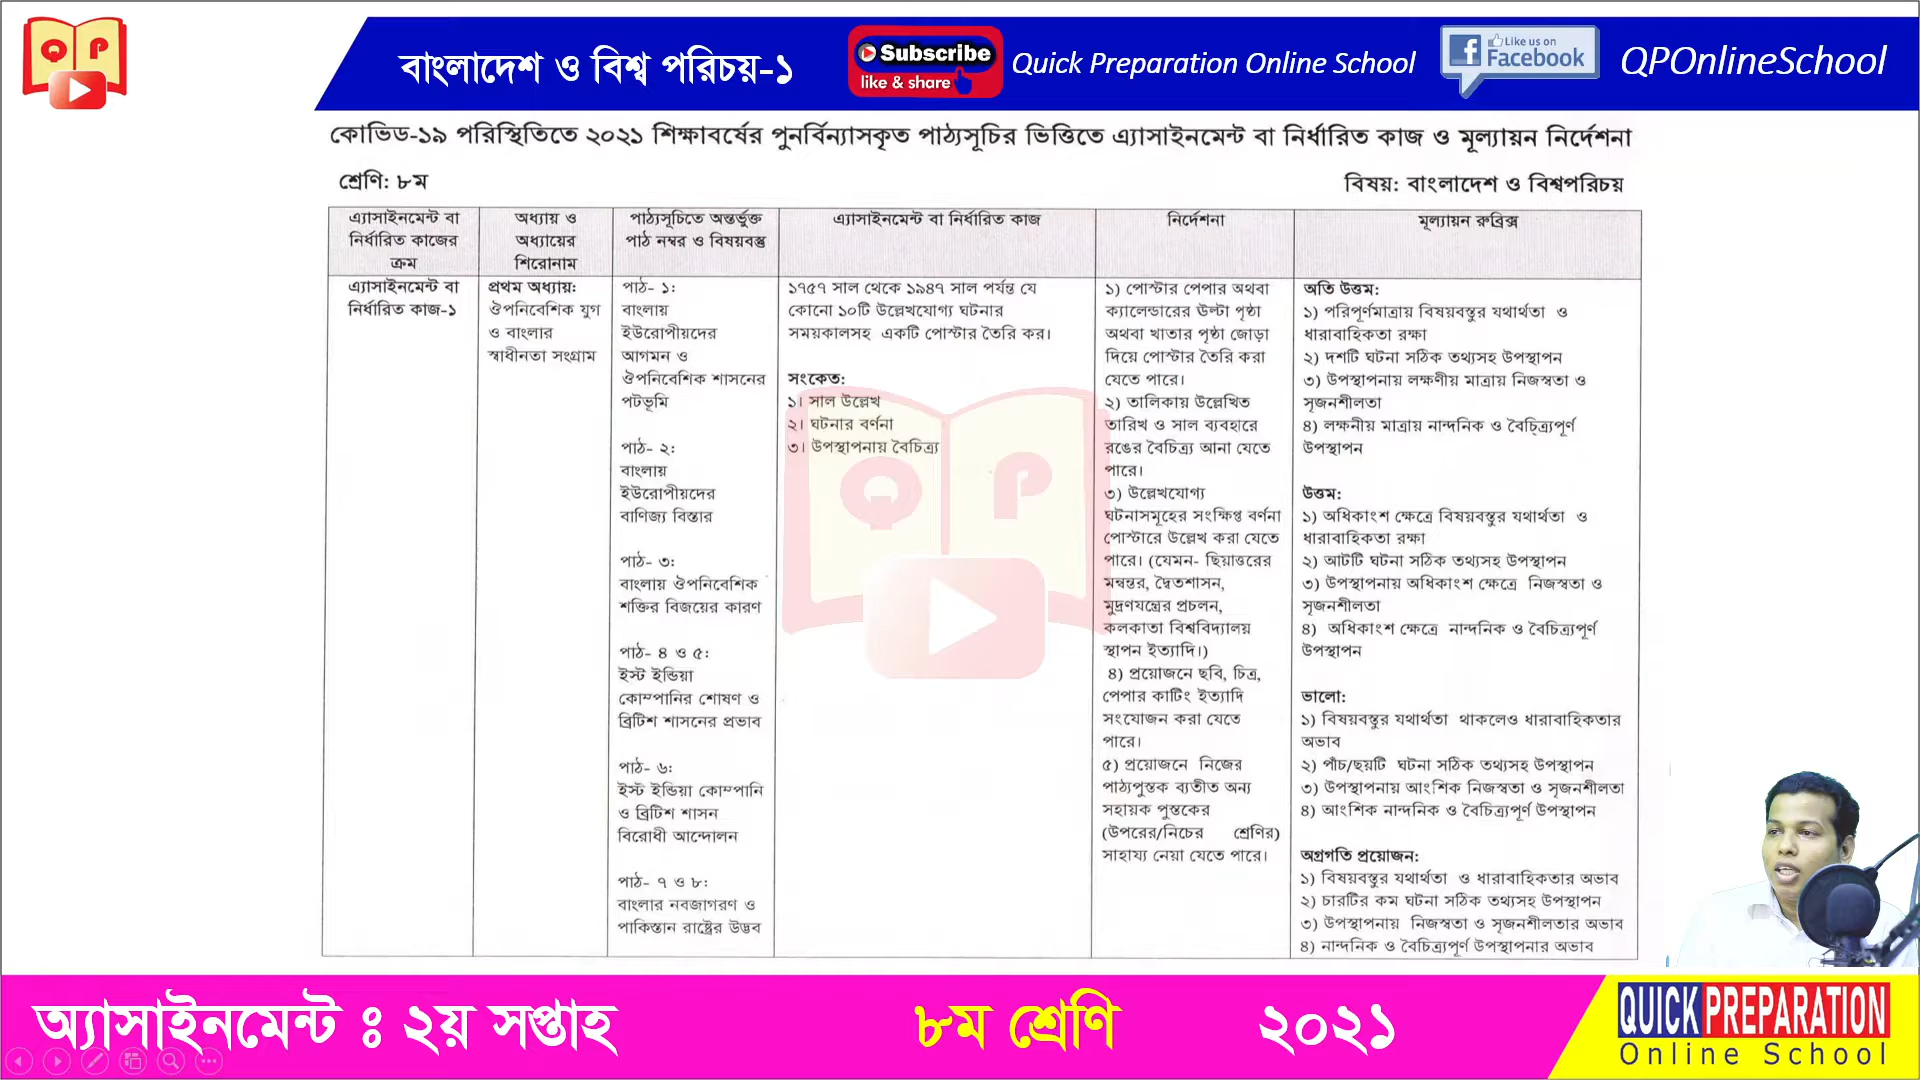 QP
বাংলাদেশ ও বিশ্ব পরিচয়-১
Subscribe
like & share
Quick Preparation Online School
Like us on
Facebook
QPOnlineSchool
কোভিড-১৯ পরিস্থিতিতে ২০২১ শিক্ষাবর্ষের পুনর্বিন্যাসকৃত পাঠ্যসূচির ভিত্তিতে এ্যাসাইনমেন্ট বা নির্ধারিত কাজ ও মূল্যায়ন নির্দেশনা
শ্রেণি: ৮ম
বিষয়: বাংলাদেশ ও বিশ্বপরিচয়
এ্যাসাইনমেন্ট বা
নির্ধারিত কাজের
ক্রম
অধ্যায় ও
অধ্যায়ের
শিরোনাম
পাঠ্যসূচিতে অন্তর্ভুক্ত
পাঠ নম্বর ও বিষয়বস্তু
এ্যাসাইনমেন্ট বা নির্ধারিত কাজ
নির্দেশনা
মূল্যায়ন রুব্রিক্স
এ্যাসাইনমেন্ট বা
নির্ধারিত কাজ-১
প্রথম অধ্যায়:
ঔপনিবেশিক যুগ
ও বাংলার
স্বাধীনতা সংগ্রাম
পাঠ- ১:
বাংলায়
ইউরোপীয়দের
আগমন ও
ঔপনিবেশিক শাসনের
পটভূমি
পাঠ- ২:
বাংলায়
ইউরোপীয়দের
বাণিজ্য বিস্তার
পাঠ- ৩:
বাংলায় ঔপনিবেশিক
শক্তির বিজয়ের কারণ
পাঠ- ৪ ও ৫:
ইস্ট ইন্ডিয়া
কোম্পানির শোষণ ও
ব্রিটিশ শাসনের প্রভাব
পাঠ- ৬:
ইস্ট ইন্ডিয়া কোম্পানি
ও ব্রিটিশ শাসন
বিরোধী আন্দোলন
পাঠ- ৭ ও ৮:
বাংলার নবজাগরণ ও
পাকিস্তান রাষ্ট্রের উদ্ভব
১৭৫৭ সাল থেকে ১৯৪৭ সাল পর্যন্ত যে
কোনো ১০টি উল্লেখযোগ্য ঘটনার
সময়কালসহ একটি পোস্টার তৈরি কর।
সংকেত:
১। সাল উল্লেখ
২। ঘটনার বর্ণনা
৩। উপস্থাপনায় বৈচিত্র্য
QP
১) পোস্টার পেপার অথবা
ক্যালেন্ডারের ঊল্টা পৃষ্ঠা
অথবা খাতার পৃষ্ঠা জোড়া
দিয়ে পোস্টার তৈরি করা
যেতে পারে।
২) তালিকায় উল্লেখিত
তারিখ ও সাল ব্যবহারে
রঙের বৈচিত্র্য আনা যেতে
পারে।
৩) উল্লেখযোগ্য
ঘটনাসমূহের সংক্ষিপ্ত বর্ণনা
পোস্টারে উল্লেখ করা যেতে
পারে। (যেমন- ছিয়াত্তরের
মন্বন্তর, দ্বৈতশাসন,
মুদ্রণযন্ত্রের প্রচলন,
কলকাতা বিশ্ববিদ্যালয়
স্থাপন ইত্যাদি।)
৪) প্রয়োজনে ছবি, চিত্র,
পেপার কাটিং ইত্যাদি
সংযোজন করা যেতে
পারে।
৫) প্রয়োজনে নিজের
পাঠ্যপুস্তক ব্যতীত অন্য
সহায়ক পুস্তকের
(উপরের/নিচের শ্রেণির)
সাহায্য নেয়া যেতে পারে।
অতি উত্তম:
১) পরিপূর্ণমাত্রায় বিষয়বস্তুর যথার্থতা ও
ধারাবাহিকতা রক্ষা
২) দশটি ঘটনা সঠিক তথ্যসহ উপস্থাপন
৩) উপস্থাপনায় লক্ষণীয় মাত্রায় নিজস্বতা ও
সৃজনশীলতা
৪) লক্ষনীয় মাত্রায় নান্দনিক ও বৈচিত্র্যপূর্ণ
উপস্থাপন
উত্তম:
১) অধিকাংশ ক্ষেত্রে বিষয়বস্তুর যথার্থতা ও
ধারাবাহিকতা রক্ষা
২) আটটি ঘটনা সঠিক তথ্যসহ উপস্থাপন
৩) উপস্থাপনায় অধিকাংশ ক্ষেত্রে নিজস্বতা ও
সৃজনশীলতা
৪) অধিকাংশ ক্ষেত্রে নান্দনিক ও বৈচিত্র্যপূর্ণ
উপস্থাপন
ভালো:
১) বিষয়বস্তুর যথার্থতা থাকলেও ধারাবাহিকতার
অভাব
২) পাঁচ/ছয়টি ঘটনা সঠিক তথ্যসহ উপস্থাপন
৩) উপস্থাপনায় আংশিক নিজস্বতা ও সৃজনশীলতা
৪) আংশিক নান্দনিক ও বৈচিত্র্যপূর্ণ উপস্থাপন
অগ্রগতি প্রয়োজন:
১) বিষয়বস্তুর যথার্থতা ও ধারাবাহিকতার অভাব
২) চারটির কম ঘটনা সঠিক তথ্যসহ উপস্থাপন
৩) উপস্থাপনায় নিজস্বতা ও সৃজনশীলতার অভাব
৪) নান্দনিক ও বৈচিত্র্যপূর্ণ উপস্থাপনার অভাব
অ্যাসাইনমেন্ট ঃ ২য় সপ্তাহ
৮ম শ্রেণি
২০২১
QUICK PREPARATION
Online School